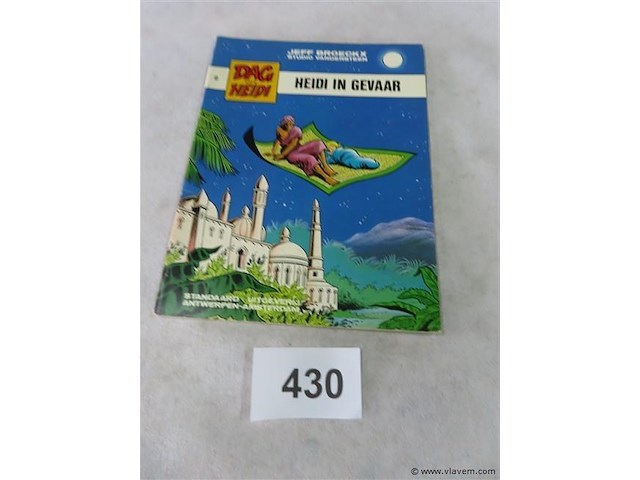 JEFF BROECKX
STUDIO VANDERSTEEN
DAG
HEIDI
HEIDI IN GEVAAR
STANDAARD UITGEVERIJ
ANTWERPEN-AMSTERDAM
430
© www.vlavem.com